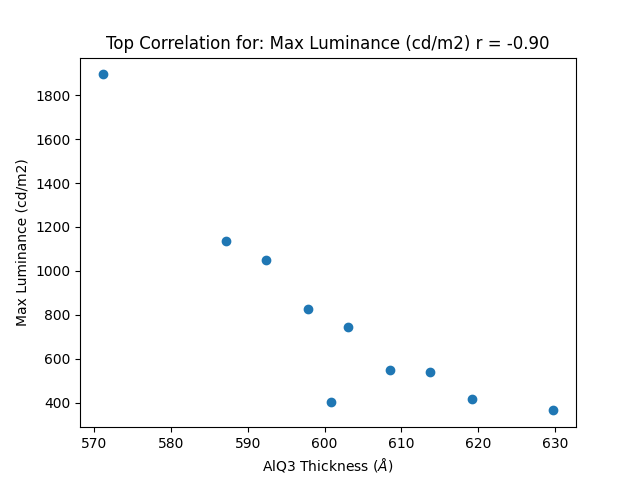 Top Correlation for: Max Luminance (cd/m2) r = -0.90
Max Luminance (cd/m2)
1800
1600
1400
1200
1000
800
600
400
570 580 590 600 610 620 630
AlQ3 Thickness (Å)